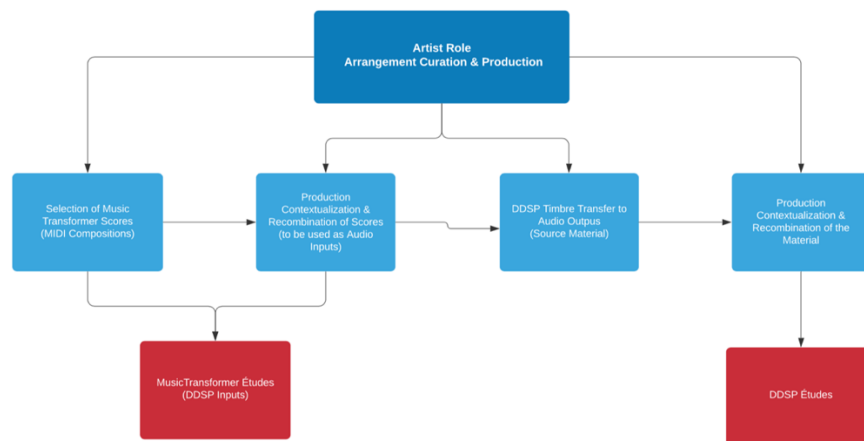 Artist Role
Arrangement Curation & Production
Selection of Music
Transformer Scores
(MIDI Compositions)
Production
Contextualization &
Recombination of Scores
(to be used as Audio
Inputs)
DDSP Timbre Transfer to
Audio Outpus
(Source Material)
Production
Contextualization &
Recombination of the
Material
MusicTransformer Études
(DDSP Inputs)
DDSP Études